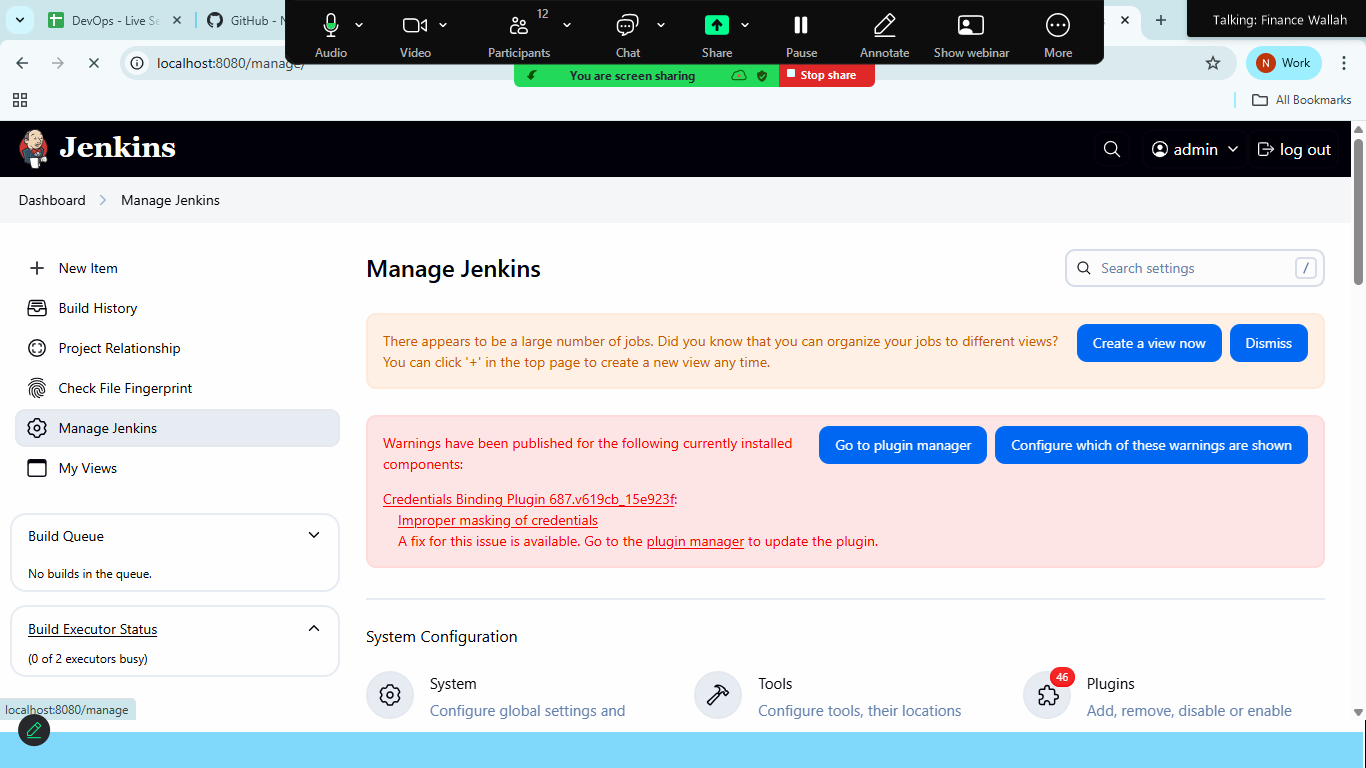 DevOps - Live Se
GitHub - N
12
Audio
Video
Participants
Chat
Share
Pause
Annotate
Show webinar
More
Talking: Finance Wallah
You are screen sharing
Stop share
localhost:8080/manage/
N
Work
All Bookmarks
Jenkins
admin
log out
Dashboard
Manage Jenkins
New Item
Build History
Project Relationship
Check File Fingerprint
Manage Jenkins
My Views
Build Queue
No builds in the queue.
Build Executor Status
(0 of 2 executors busy)
Manage Jenkins
Search settings
/
There appears to be a large number of jobs. Did you know that you can organize your jobs to different views?
You can click '+' in the top page to create a new view any time.
Create a view now
Dismiss
Warnings have been published for the following currently installed
components:
Go to plugin manager
Configure which of these warnings are shown
Credentials Binding Plugin 687.v619cb_15e923f:
Improper masking of credentials
A fix for this issue is available. Go to the plugin manager to update the plugin.
System Configuration
System
Configure global settings and
Tools
Configure tools, their locations
46
Plugins
Add, remove, disable or enable
localhost:8080/manage